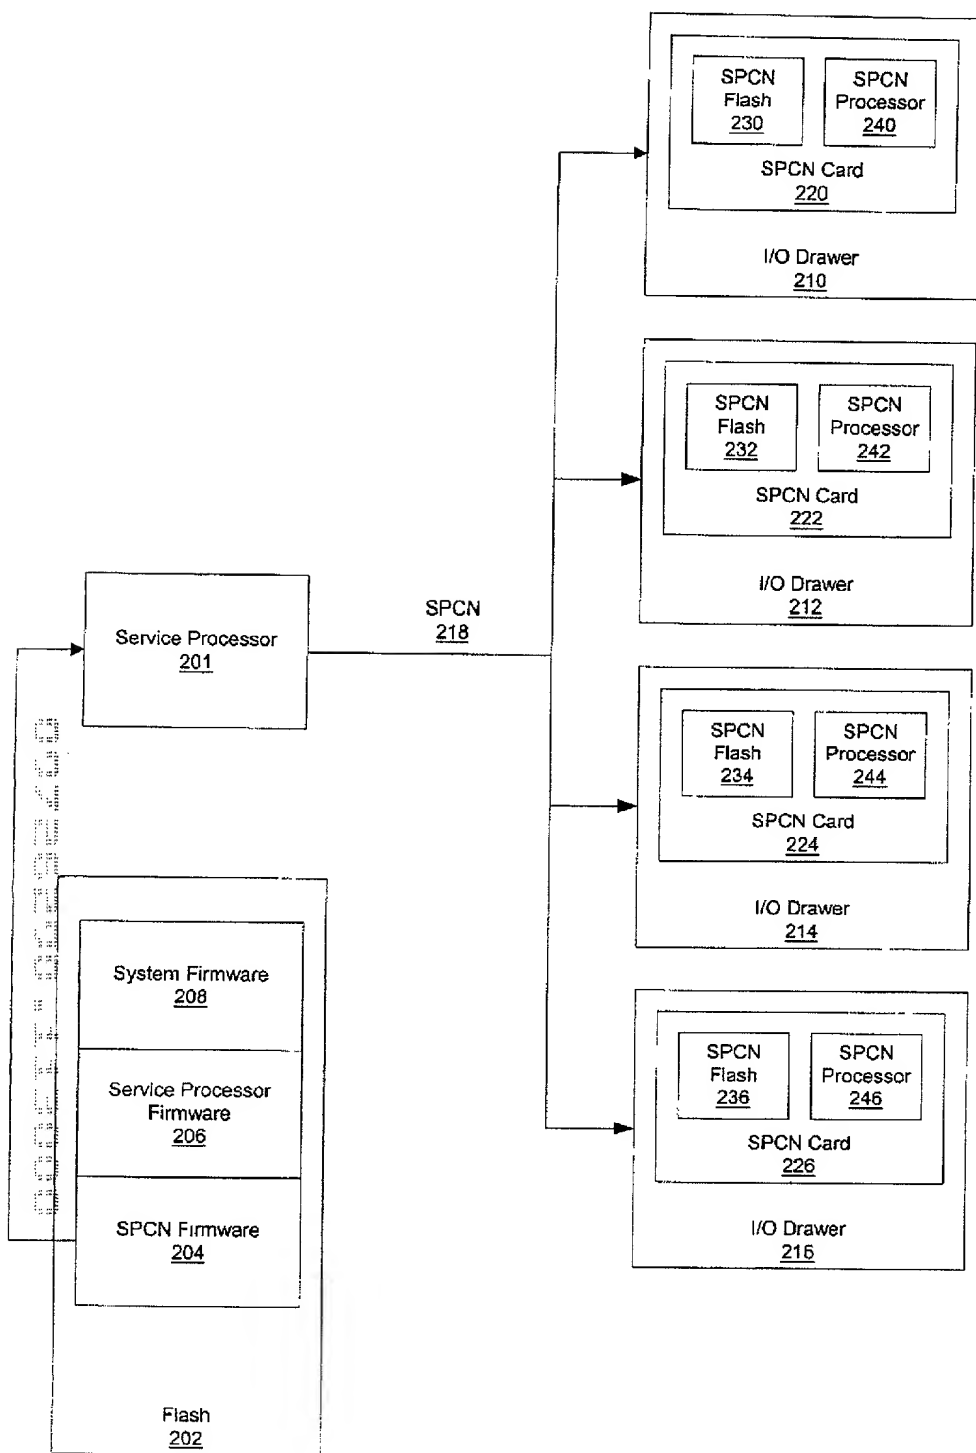 SPCN
Flash
230
SPCN
Processor
240
SPCN Card
220
I/O Drawer
210
SPCN
Flash
232
SPCN
Processor
242
SPCN Card
222
I/O Drawer
212
Service Processor
201
SPCN
218
SPCN
Flash
234
SPCN
Processor
244
SPCN Card
224
I/O Drawer
214
System Firmware
208
Service Processor
Firmware
206
SPCN Firmware
204
Flash
202
SPCN
Flash
236
SPCN
Processor
246
SPCN Card
226
I/O Drawer
216